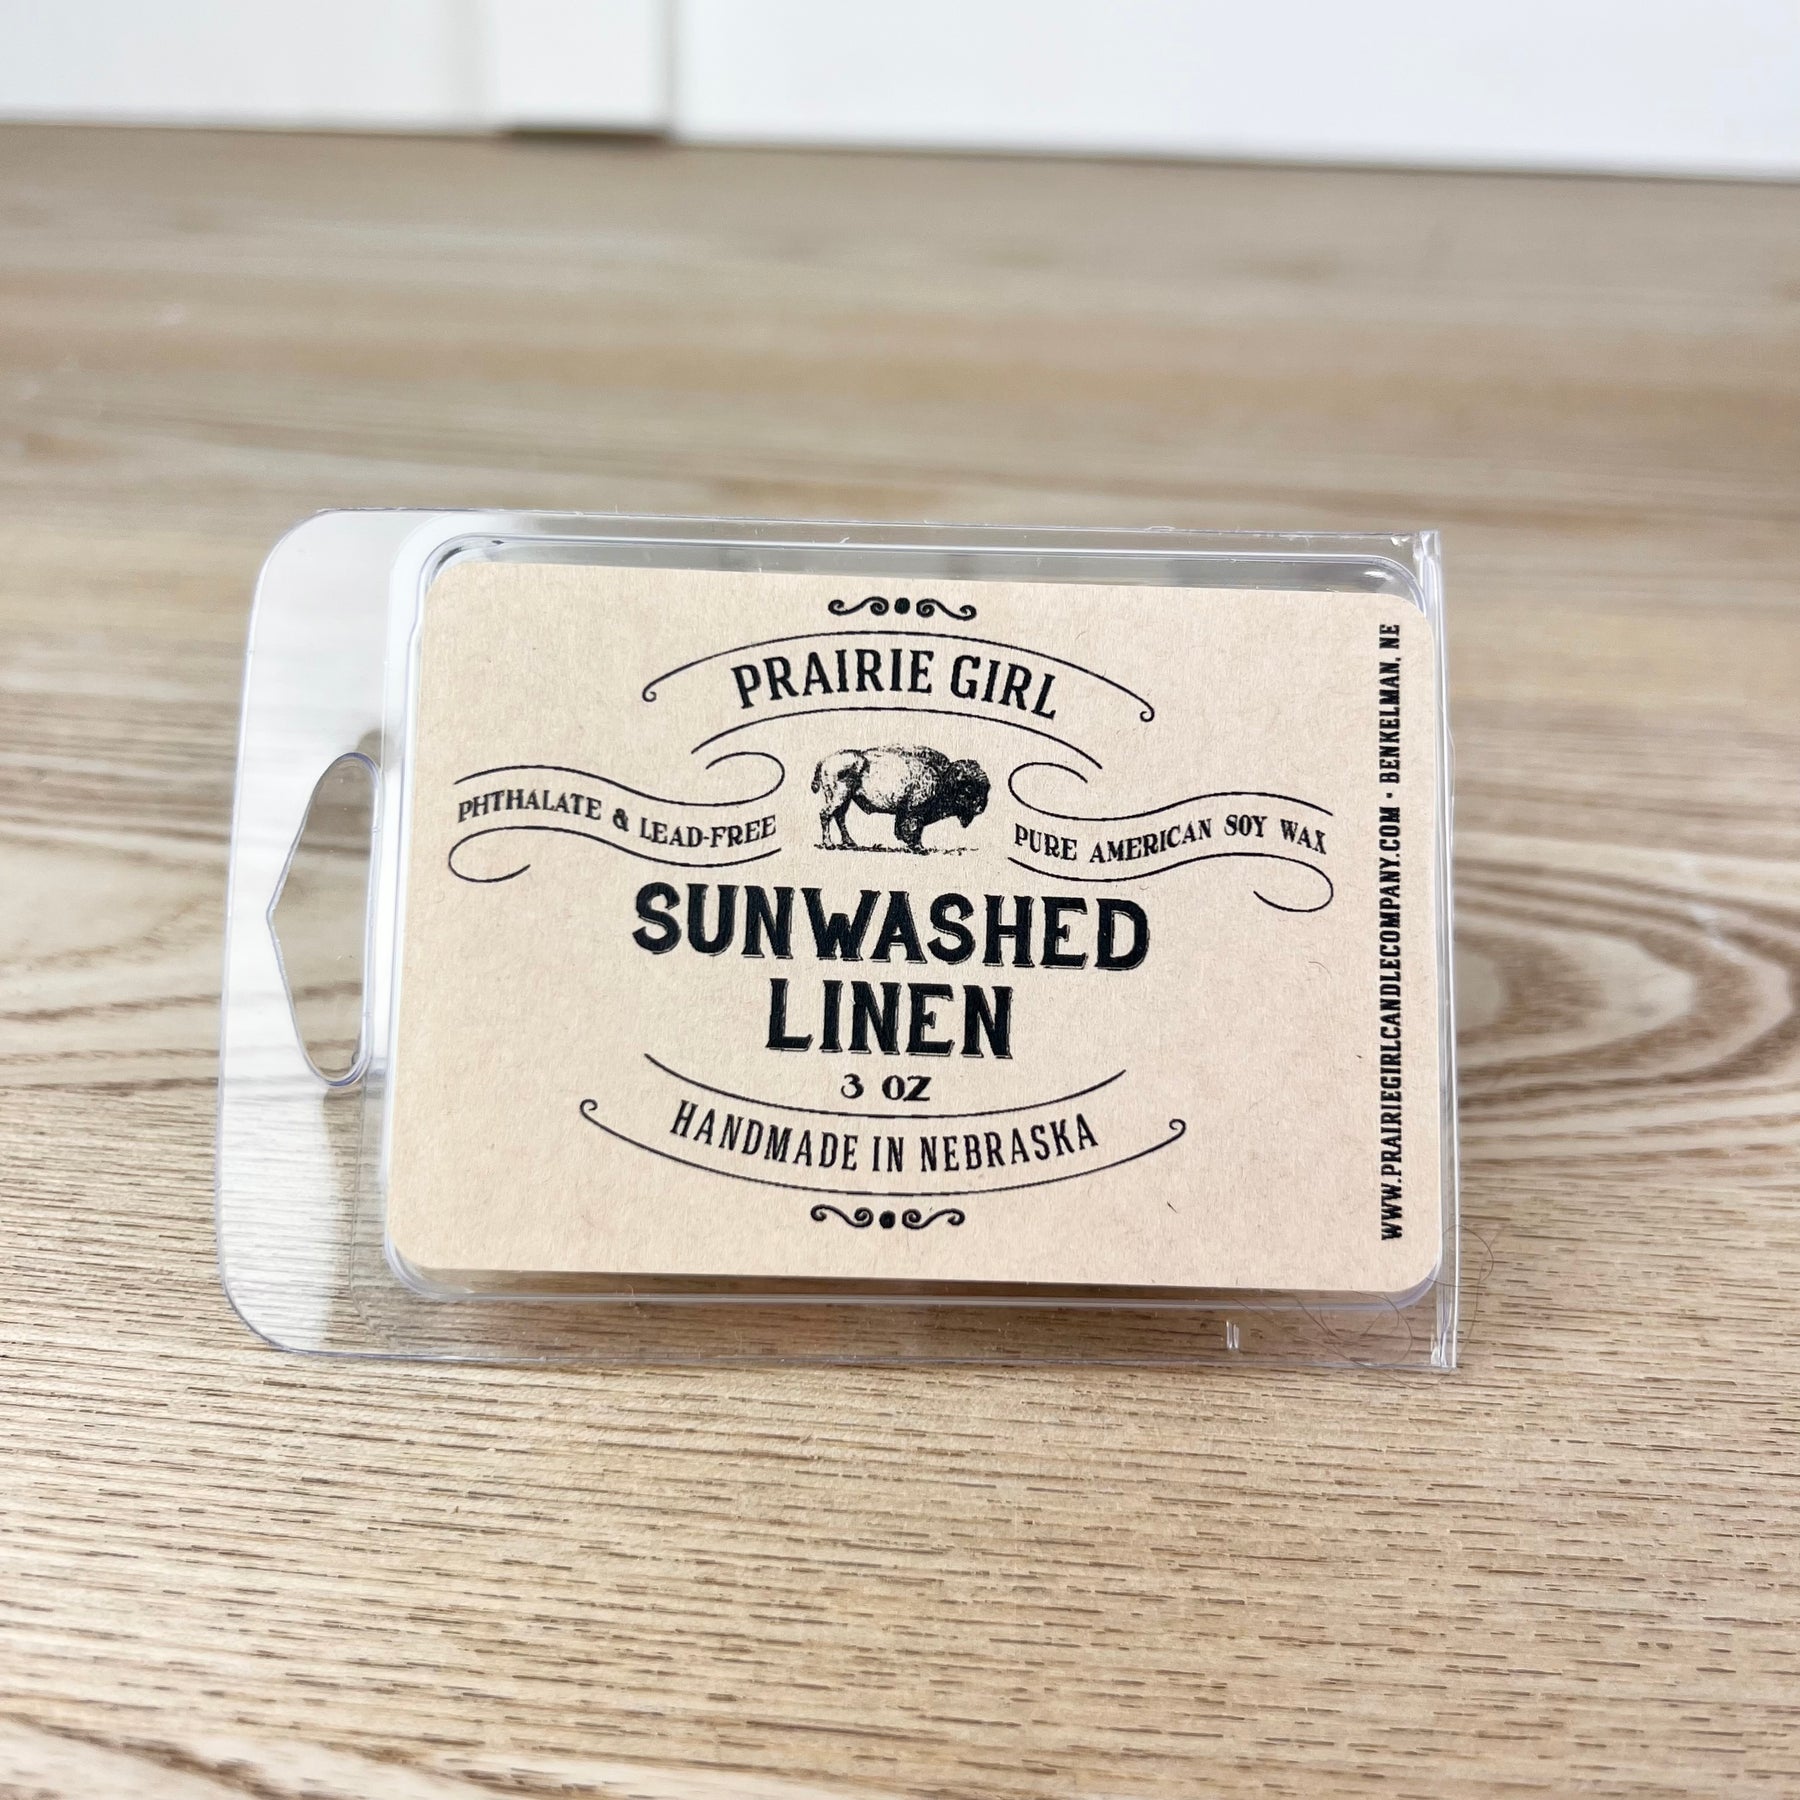 PRAIRIE GIRL
PHTHALATE & LEAD-FREE
PURE AMERICAN SOY WAX
SUNWASHED
LINEN
3 OZ
HANDMADE IN NEBRASKA
WWW.PRAIRIEGIRLCANDLECOMPANY.COM • BENKELMAN, NE